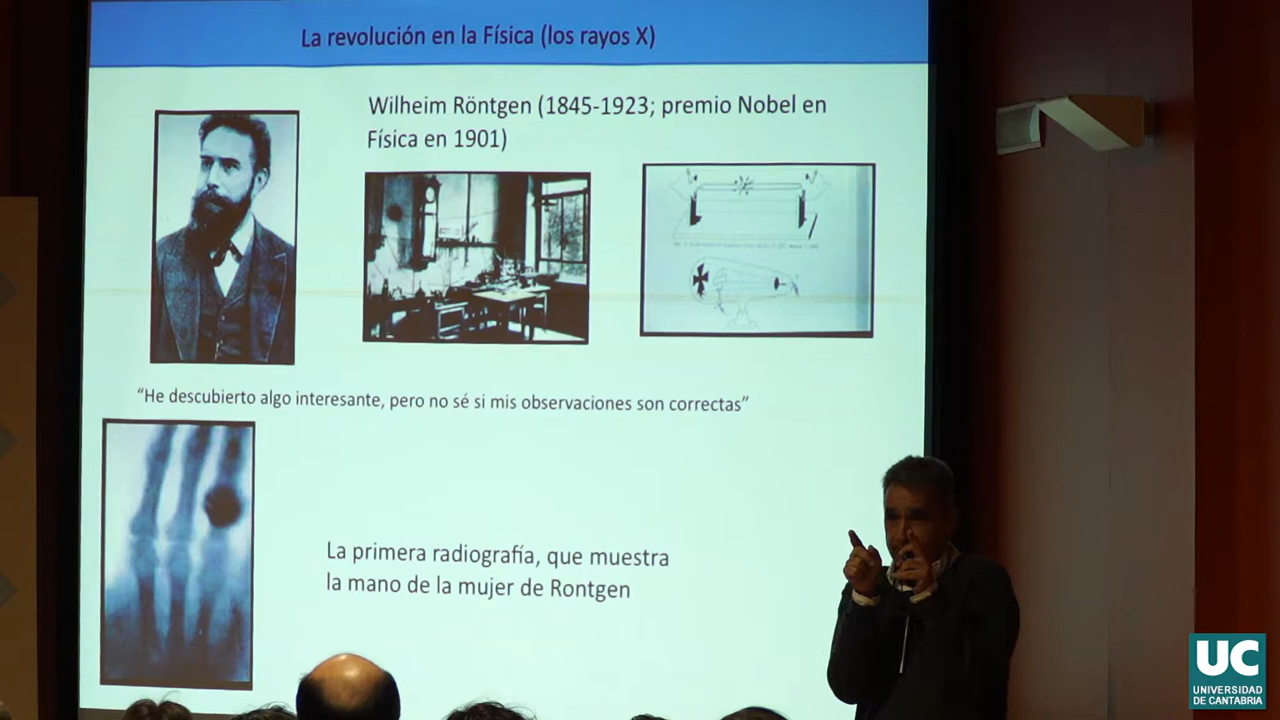 La revolución en la Física (los rayos X)
Wilheim Röntgen (1845-1923; premio Nobel en
Física en 1901)
“He descubierto algo interesante, pero no sé si mis observaciones son correctas”
La primera radiografía, que muestra
la mano de la mujer de Rontgen
UC
UNIVERSIDAD
DE CANTABRIA